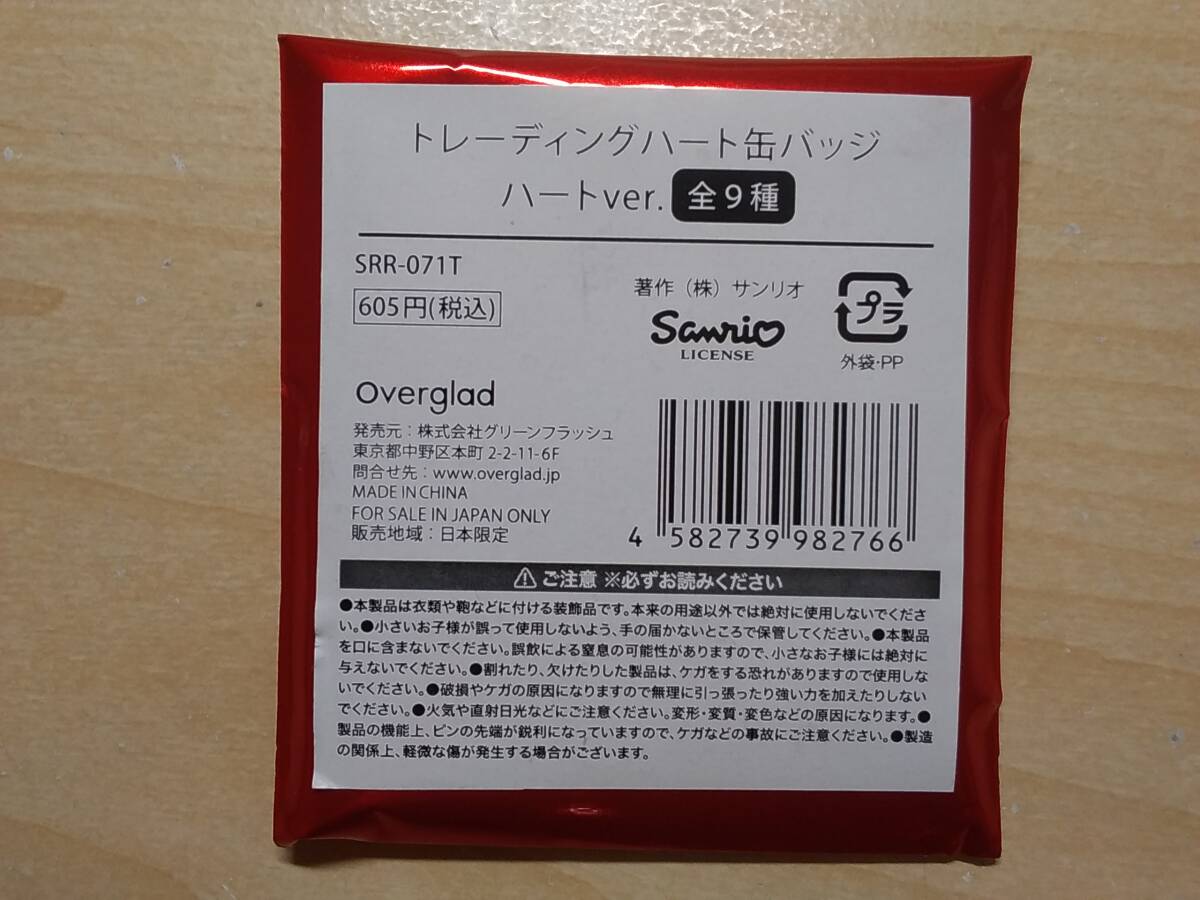 トレーディングハート缶バッジ
ハートver. 全9種
SRR-071T
605円(税込)
著作（株）サンリオ
Sanrio
LICENSE
プラ
外袋・PP
Overglad
発売元：株式会社グリーンフラッシュ
東京都中野区本町 2-2-11-6F
問合せ先：www.overglad.jp
MADE IN CHINA
FOR SALE IN JAPAN ONLY
販売地域：日本限定
4 582739 982766
⚠ご注意 ※必ずお読みください
●本製品は衣類や鞄などに付ける装飾品です。本来の用途以外では絶対に使用しないでくださ
い。●小さいお子様が誤って使用しないよう、手の届かないところで保管してください。●本製品
を口に含まないでください。誤飲による窒息の可能性がありますので、小さなお子様には絶対に
与えないでください。●割れたり、欠けたりした製品は、ケガをする恐れがありますので使用しな
いでください。●破損やケガの原因になりますので無理に引っ張ったり強い力を加えたりしない
でください。●火気や直射日光などにご注意ください。変形・変質・変色などの原因になります。●
製品の機能上、ピンの先端が鋭利になっていますので、ケガなどの事故にご注意ください。●製造
の関係上、軽微な傷が発生する場合がございます。